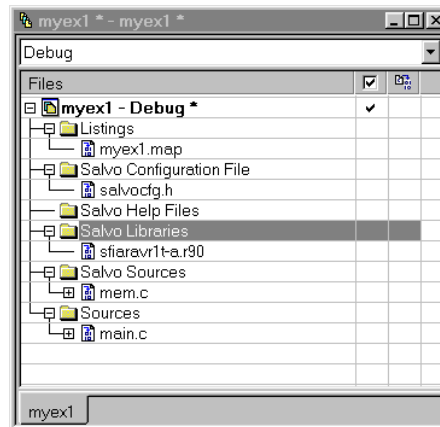 myex1 * - myex1 *
Debug
Files
myex1 - Debug *
Listings
myex1.map
Salvo Configuration File
salvocfg.h
Salvo Help Files
Salvo Libraries
sfiaravr1t-a.r90
Salvo Sources
mem.c
Sources
main.c
myex1